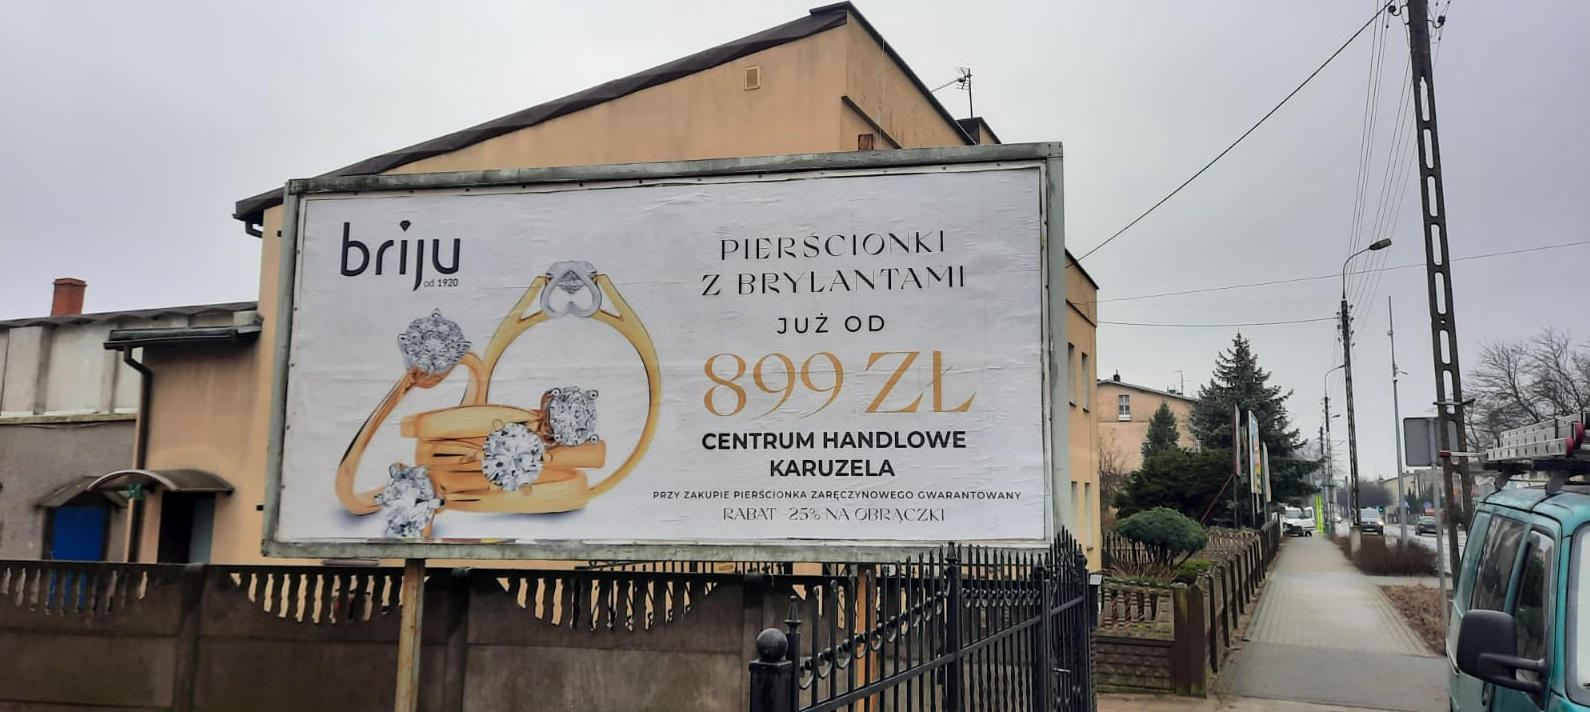 briju
od 1920
PIERŚCIONKI
Z BRYLANTAMI
JUŻ OD
899 ZŁ
CENTRUM HANDLOWE
KARUZELA
PRZY ZAKUPIE PIERŚCIONKA ZARĘCZYNOWEGO GWARANTOWANY
RABAT -25% NA OBRĄCZKI